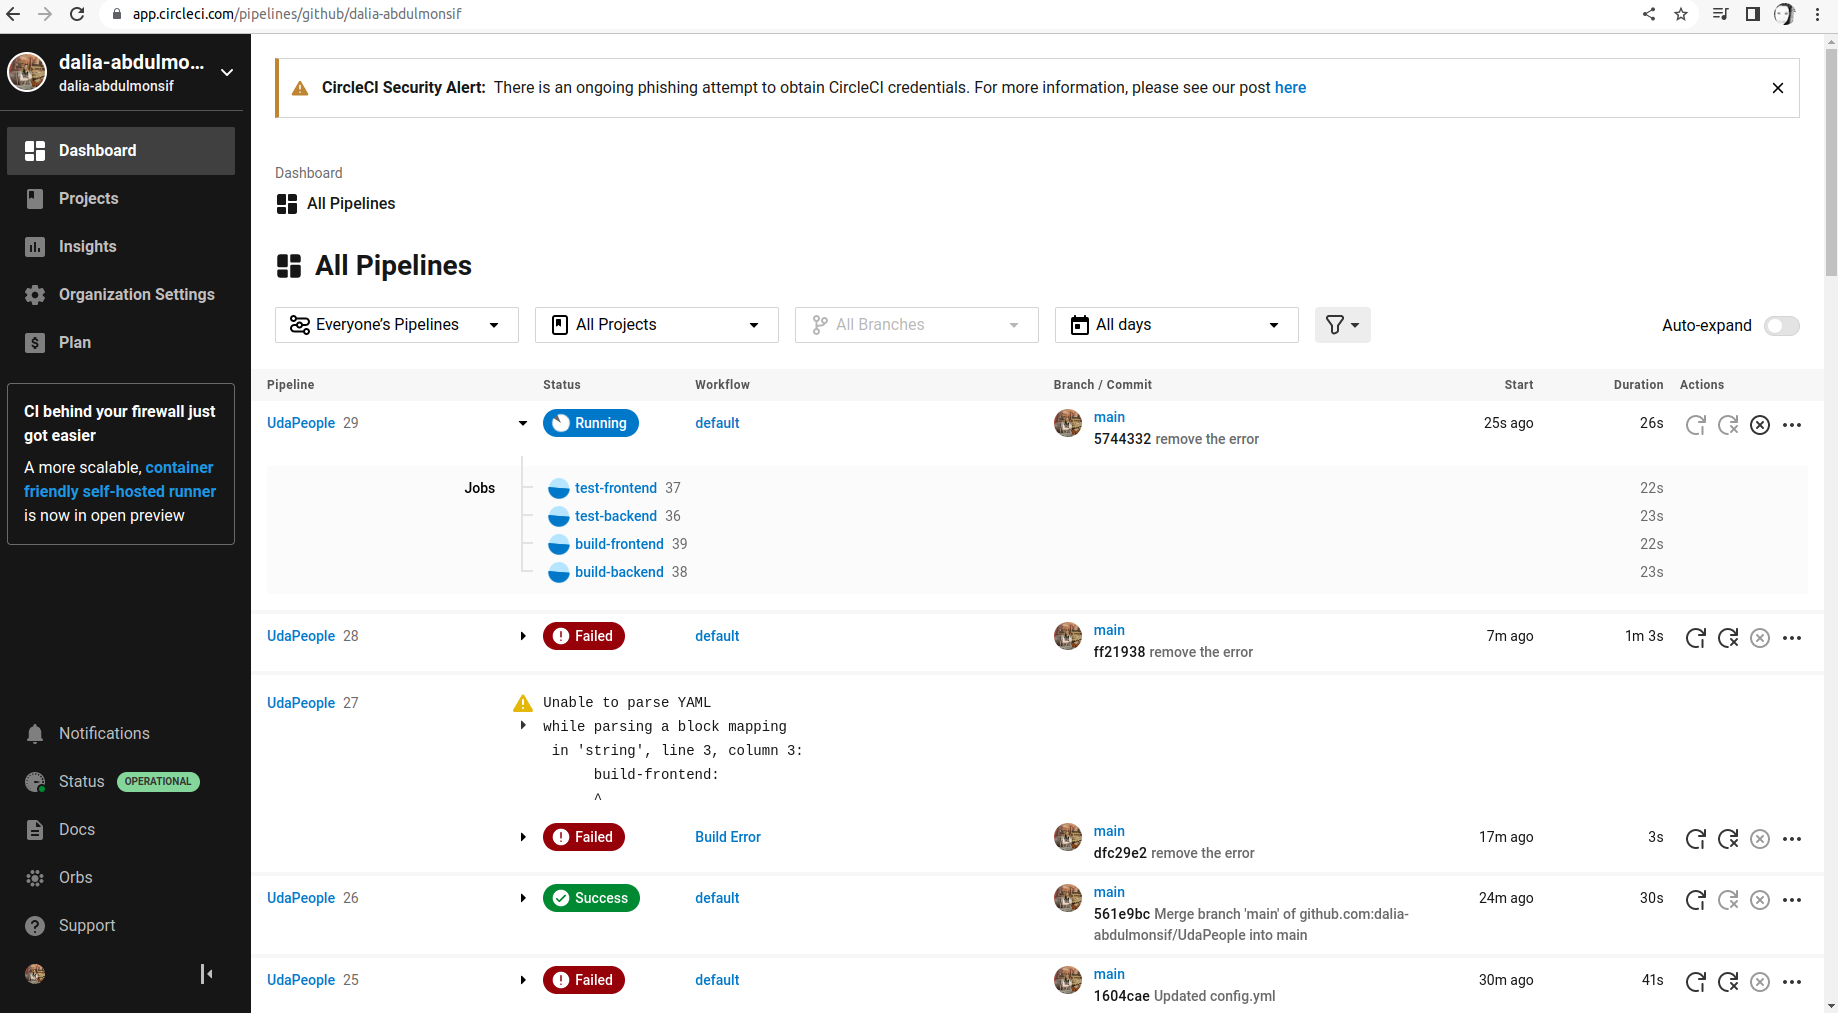 app.circleci.com/pipelines/github/dalia-abdulmonsif
dalia-abdulmo...
dalia-abdulmonsif
Dashboard
Projects
Insights
Organization Settings
Plan
CI behind your firewall just
got easier
A more scalable, container
friendly self-hosted runner
is now in open preview
Notifications
Status OPERATIONAL
Docs
Orbs
Support
CircleCI Security Alert: There is an ongoing phishing attempt to obtain CircleCI credentials. For more information, please see our post here
Dashboard
All Pipelines
All Pipelines
Everyone's Pipelines All Projects All Branches All days Auto-expand
Pipeline Status Workflow Branch / Commit Start Duration Actions
UdaPeople 29 Running default main 25s ago 26s
5744332 remove the error
Jobs test-frontend 37 22s
test-backend 36 23s
build-frontend 39 22s
build-backend 38 23s
UdaPeople 28 Failed default main 7m ago 1m 3s
ff21938 remove the error
UdaPeople 27 Unable to parse YAML
while parsing a block mapping
in 'string', line 3, column 3:
build-frontend:
^
Failed Build Error main 17m ago 3s
dfc29e2 remove the error
UdaPeople 26 Success default main 24m ago 30s
561e9bc Merge branch 'main' of github.com:dalia-
abdulmonsif/UdaPeople into main
UdaPeople 25 Failed default main 30m ago 41s
1604cae Updated config.yml